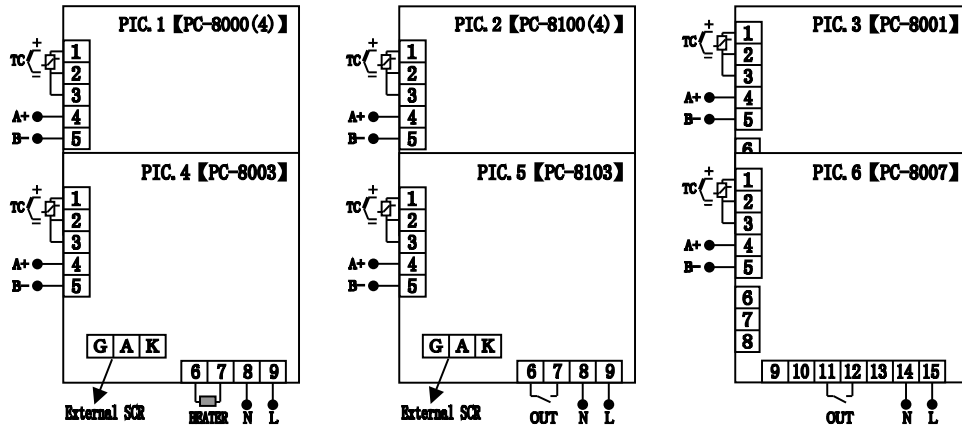 PIC. 1【PC-8000(4)】
TC + −
1
2
3
A+ 4
B− 5
PIC. 2【PC-8100(4)】
TC + −
1
2
3
A+ 4
B− 5
PIC. 3【PC-8001】
TC + −
1
2
3
A+ 4
B− 5
6
PIC. 4【PC-8003】
TC + −
1
2
3
A+ 4
B− 5
G A K
6 7 8 9
External SCR HEATER N L
PIC. 5【PC-8103】
TC + −
1
2
3
A+ 4
B− 5
G A K
6 7 8 9
External SCR OUT N L
PIC. 6【PC-8007】
TC + −
1
2
3
A+ 4
B− 5
6
7
8
9 10 11 12 13 14 15
OUT N L